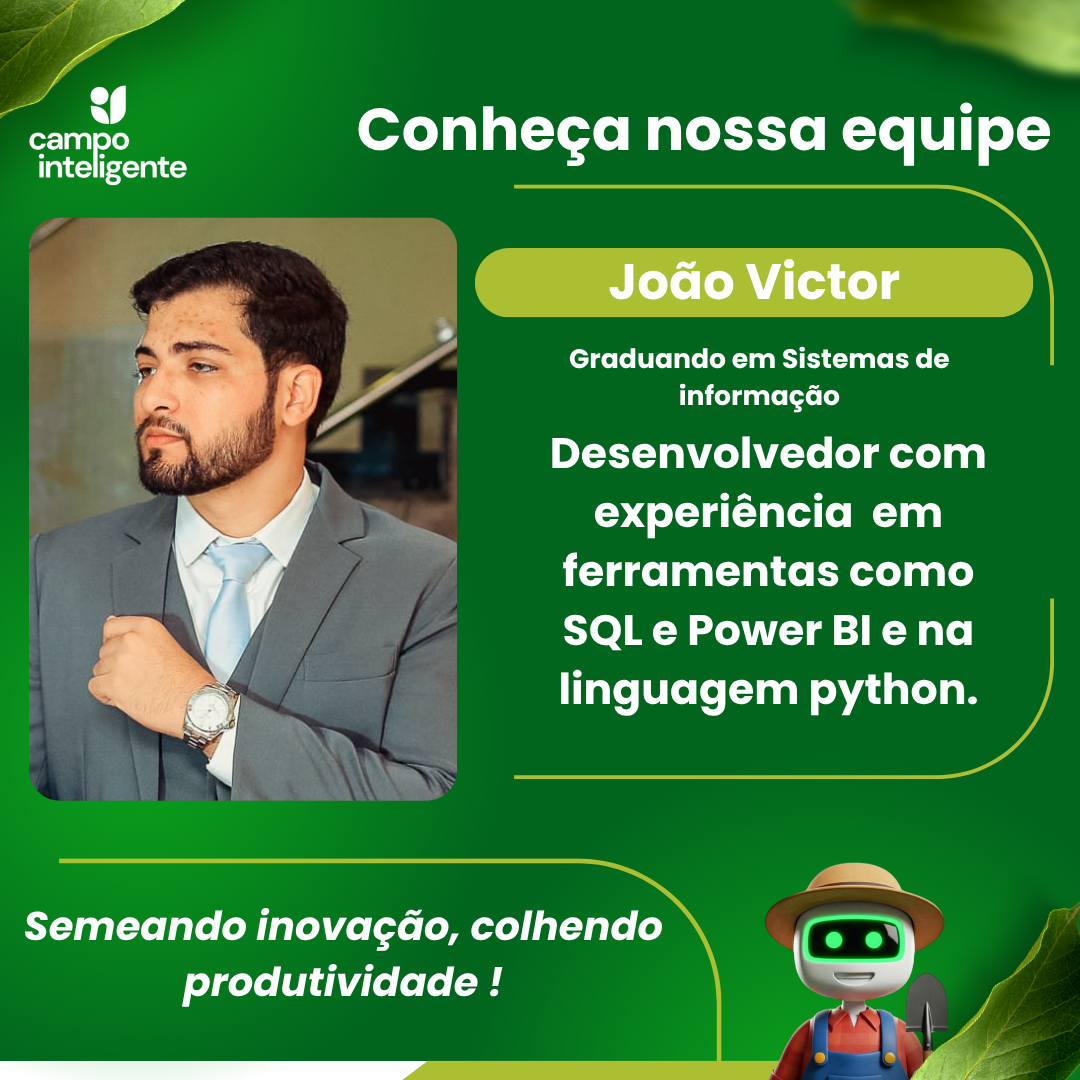 campo
inteligente
Conheça nossa equipe
João Victor
Graduando em Sistemas de
informação
Desenvolvedor com
experiência em
ferramentas como
SQL e Power BI e na
linguagem python.
Semeando inovação, colhendo
produtividade !